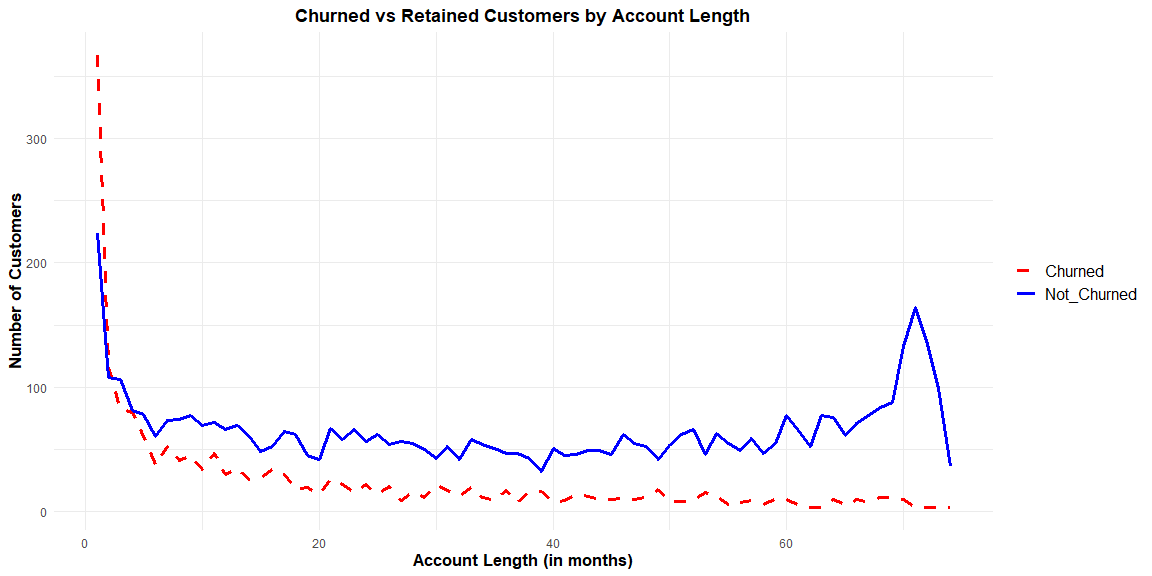 Churned vs Retained Customers by Account Length
Number of Customers
300
200
100
0
0 20 40 60
Account Length (in months)
Churned
Not_Churned